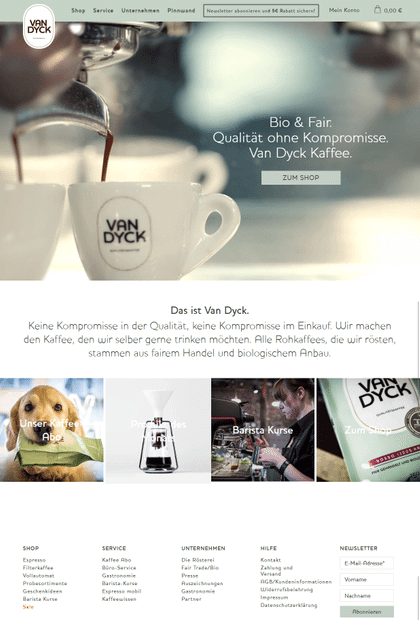 VAN
DYCK
Shop Service Unternehmen Pinnwand Newsletter abonnieren und 5€ Rabatt sichern! Mein Konto 0,00 €
Bio & Fair.
Qualität ohne Kompromisse.
Van Dyck Kaffee.
ZUM SHOP
VAN
DYCK
Das ist Van Dyck.
Keine Kompromisse in der Qualität, keine Kompromisse im Einkauf. Wir machen
den Kaffee, den wir selber gerne trinken möchten. Alle Rohkaffees, die wir rösten,
stammen aus fairem Handel und biologischem Anbau.
Unser Kaffee
Abo
des
Barista Kurse
Zum Shop
VAN
DYCK
SHOP
Espresso
Filterkaffee
Vollautomat
Probesortimente
Geschenkideen
Barista Kurse
Sale
SERVICE
Kaffee Abo
Büro-Service
Gastronomie
Barista-Kurse
Espresso mobil
Kaffeewissen
UNTERNEHMEN
Die Rösterei
Fair Trade/Bio
Presse
Auszeichnungen
Gastronomie
Partner
HILFE
Kontakt
Zahlung und
Versand
AGB/Kundeninformationen
Widerrufsbelehrung
Impressum
Datenschutzerklärung
NEWSLETTER
E-Mail-Adresse*
Vorname
Nachname
Abonnieren